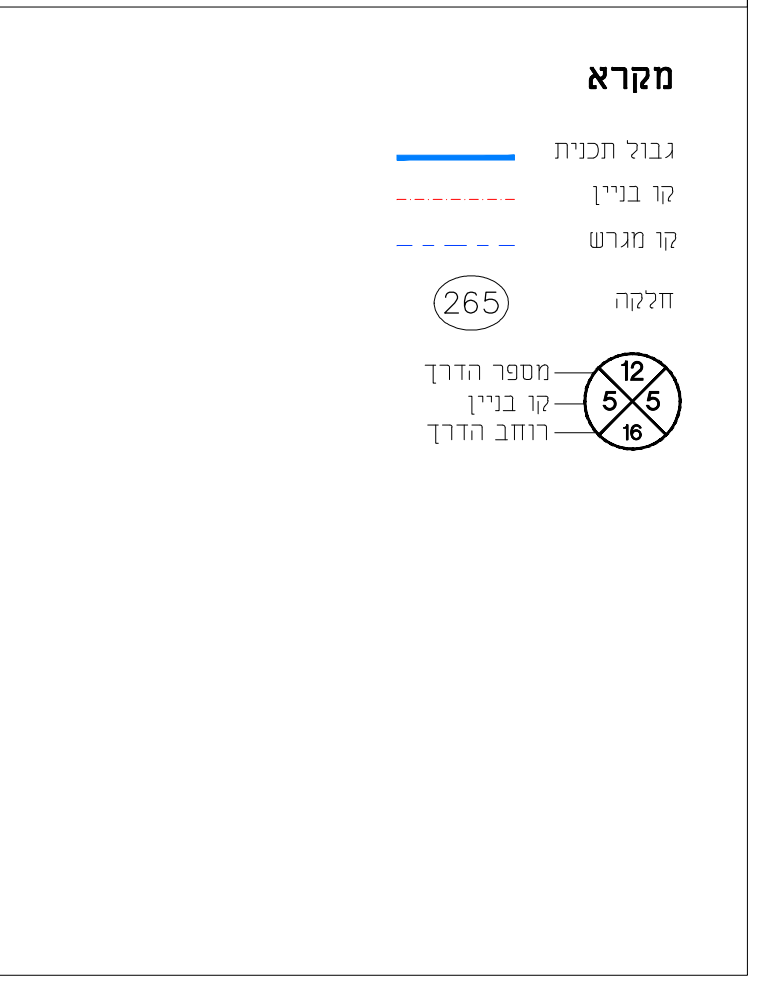 מקרא
גבול תכנית
קו בניין
קו מגרש
חלקה 265
12
מספר הדרך
5 5
קו בניין
16
רוחב הדרך